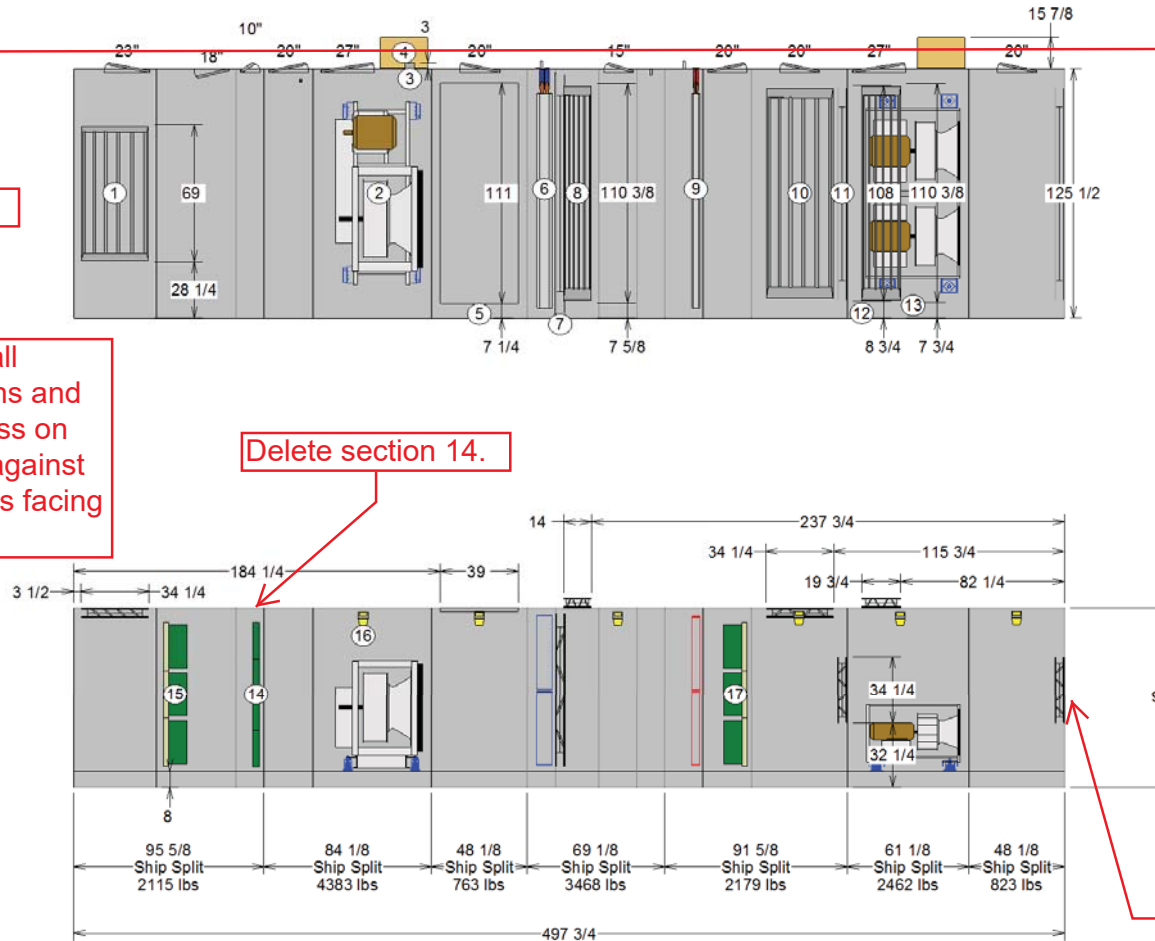 10"
3
15 7/8
23"
18"
20"
27"
4
20"
15"
20"
20"
27"
20"
3
1
69
2
111
6
8
110 3/8
9
10
11
108
110 3/8
125 1/2
28 1/4
5
7
12
13
7 1/4
7 5/8
8 3/4
7 3/4
all
ns and
ss on
against
s facing
Delete section 14.
14
237 3/4
184 1/4
39
34 1/4
115 3/4
3 1/2
34 1/4
19 3/4
82 1/4
16
15
14
17
34 1/4
32 1/4
s
8
95 5/8
Ship Split
2115 lbs
84 1/8
Ship Split
4383 lbs
48 1/8
Ship Split
763 lbs
69 1/8
Ship Split
3468 lbs
91 5/8
Ship Split
2179 lbs
61 1/8
Ship Split
2462 lbs
48 1/8
Ship Split
823 lbs
497 3/4